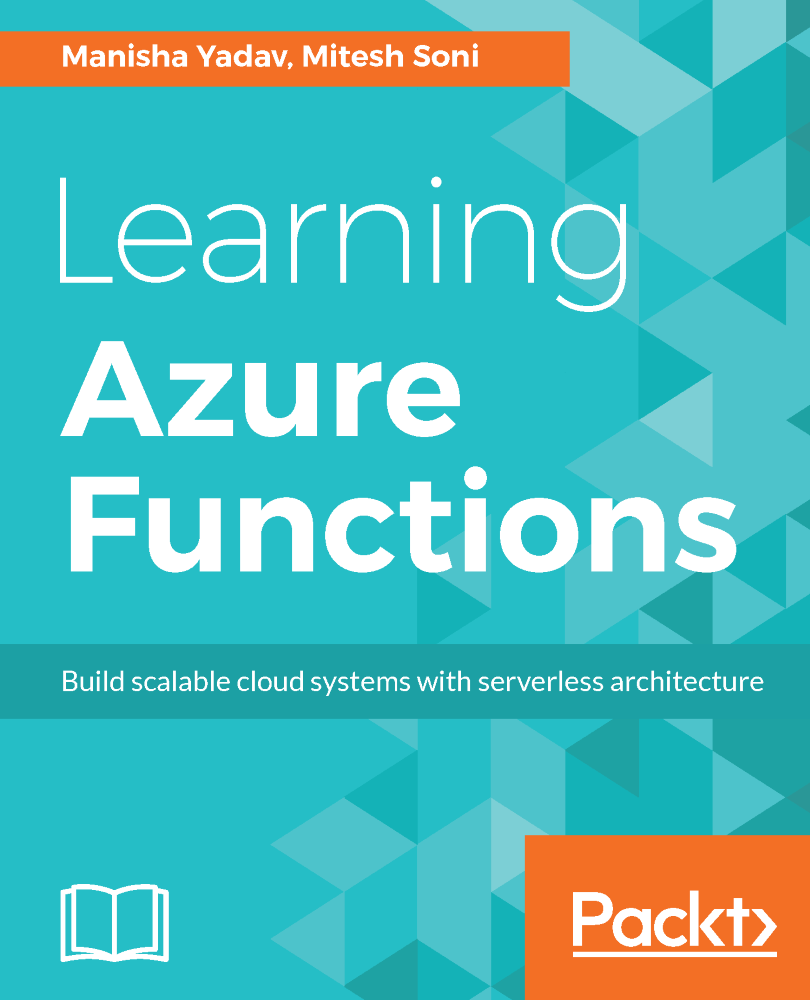 Manisha Yadav, Mitesh Soni
Learning
Azure
Functions
Build scalable cloud systems with serverless architecture
Packt>